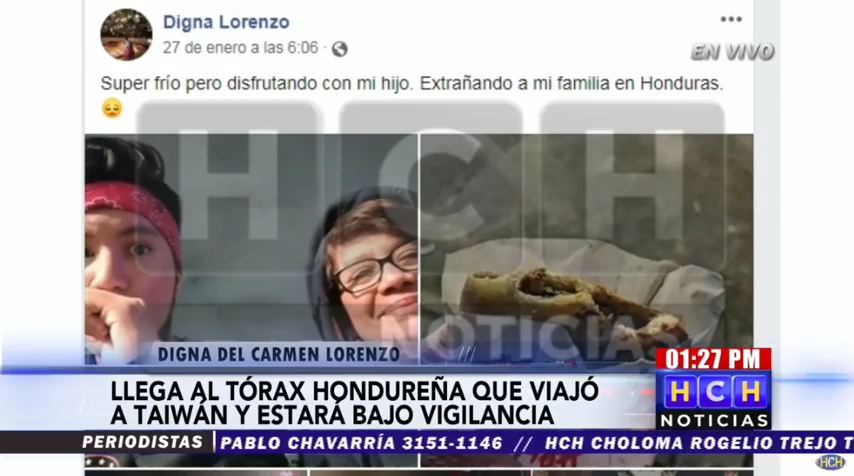 Digna Lorenzo
27 de enero a las 6:06 ·
EN VIVO
Super frío pero disfrutando con mi hijo. Extrañando a mi familia en Honduras.
HCH
NOTICIAS
DIGNA DEL CARMEN LORENZO
LLEGA AL TÓRAX HONDUREÑA QUE VIAJÓ
A TAIWÁN Y ESTARÁ BAJO VIGILANCIA
01:27 PM
HCH
NOTICIAS
PERIODISTAS PABLO CHAVARRÍA 3151-1146 // HCH CHOLOMA ROGELIO TREJO T
HCH